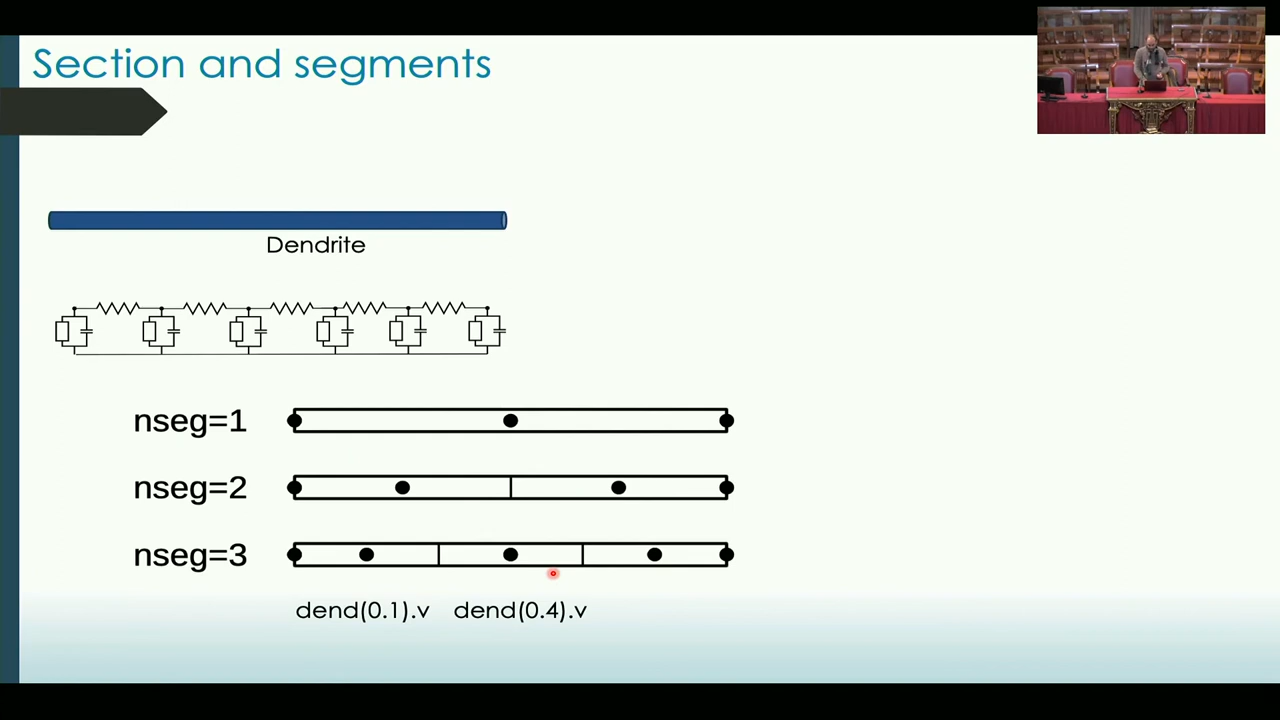 Section and segments
Dendrite
nseg=1
nseg=2
nseg=3
dend(0.1).v dend(0.4).v